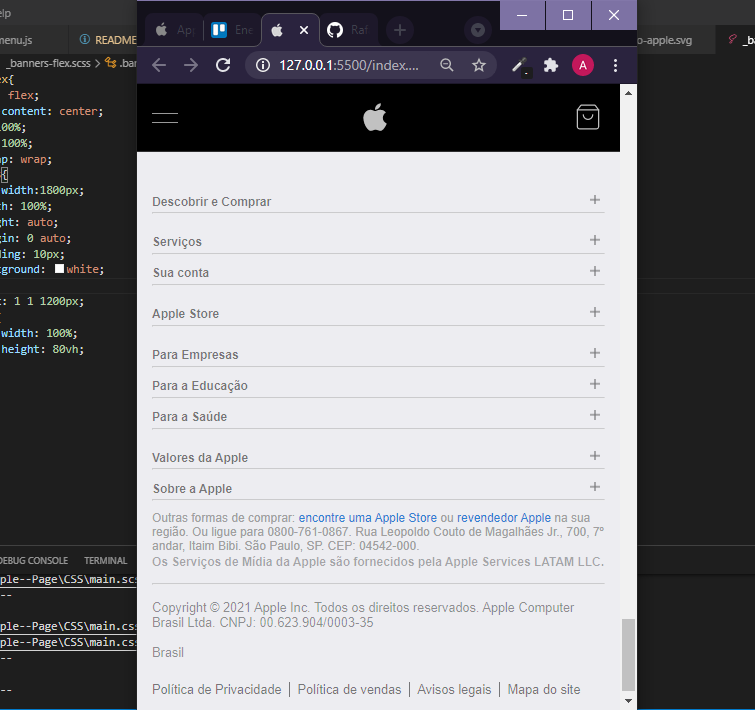 elp
App
Ene
Raf
menu.js
README
o-apple.svg
_ba
127.0.0.1:5500/index....
A
_banners-flex.scss > .ban
ex{
flex;
content: center;
00%;
100%;
ap: wrap;
{
width:1800px;
th: 100%;
ght: auto;
gin: 0 auto;
ding: 10px;
kground: white;
: 1 1 1200px;
width: 100%;
height: 80vh;
Descobrir e Comprar
Serviços
Sua conta
Apple Store
Para Empresas
Para a Educação
Para a Saúde
Valores da Apple
Sobre a Apple
Outras formas de comprar: encontre uma Apple Store ou revendedor Apple na sua
região. Ou ligue para 0800-761-0867. Rua Leopoldo Couto de Magalhães Jr., 700, 7º
andar, Itaim Bibi. São Paulo, SP. CEP: 04542-000.
Os Serviços de Mídia da Apple são fornecidos pela Apple Services LATAM LLC.
Copyright © 2021 Apple Inc. Todos os direitos reservados. Apple Computer
Brasil Ltda. CNPJ: 00.623.904/0003-35
Brasil
Política de Privacidade | Política de vendas | Avisos legais | Mapa do site
DEBUG CONSOLE TERMINAL
ple--Page\CSS\main.scs
--
ple--Page\CSS\main.css
ple--Page\CSS\main.css
--
--